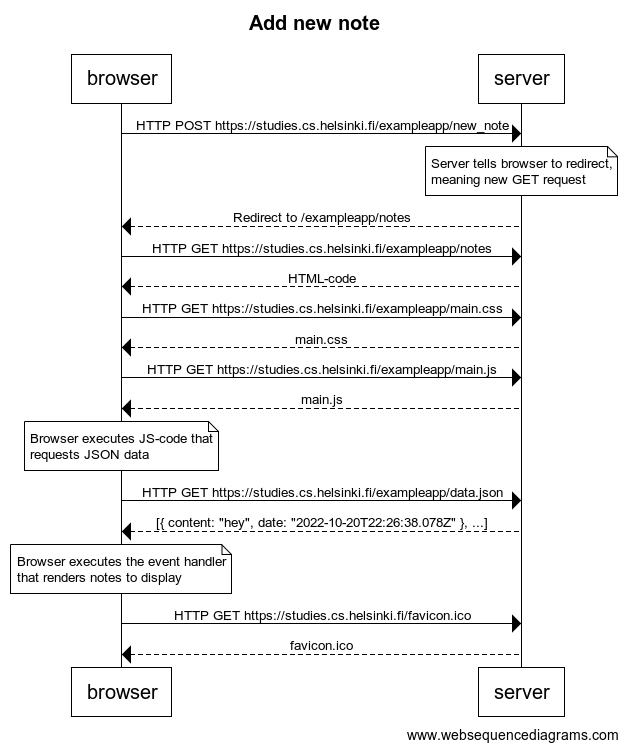 Add new note
browser
server
HTTP POST https://studies.cs.helsinki.fi/exampleapp/new_note
Server tells browser to redirect,
meaning new GET request
Redirect to /exampleapp/notes
HTTP GET https://studies.cs.helsinki.fi/exampleapp/notes
HTML-code
HTTP GET https://studies.cs.helsinki.fi/exampleapp/main.css
main.css
HTTP GET https://studies.cs.helsinki.fi/exampleapp/main.js
main.js
Browser executes JS-code that
requests JSON data
HTTP GET https://studies.cs.helsinki.fi/exampleapp/data.json
[{ content: "hey", date: "2022-10-20T22:26:38.078Z" }, ...]
Browser executes the event handler
that renders notes to display
HTTP GET https://studies.cs.helsinki.fi/favicon.ico
favicon.ico
browser
server
www.websequencediagrams.com